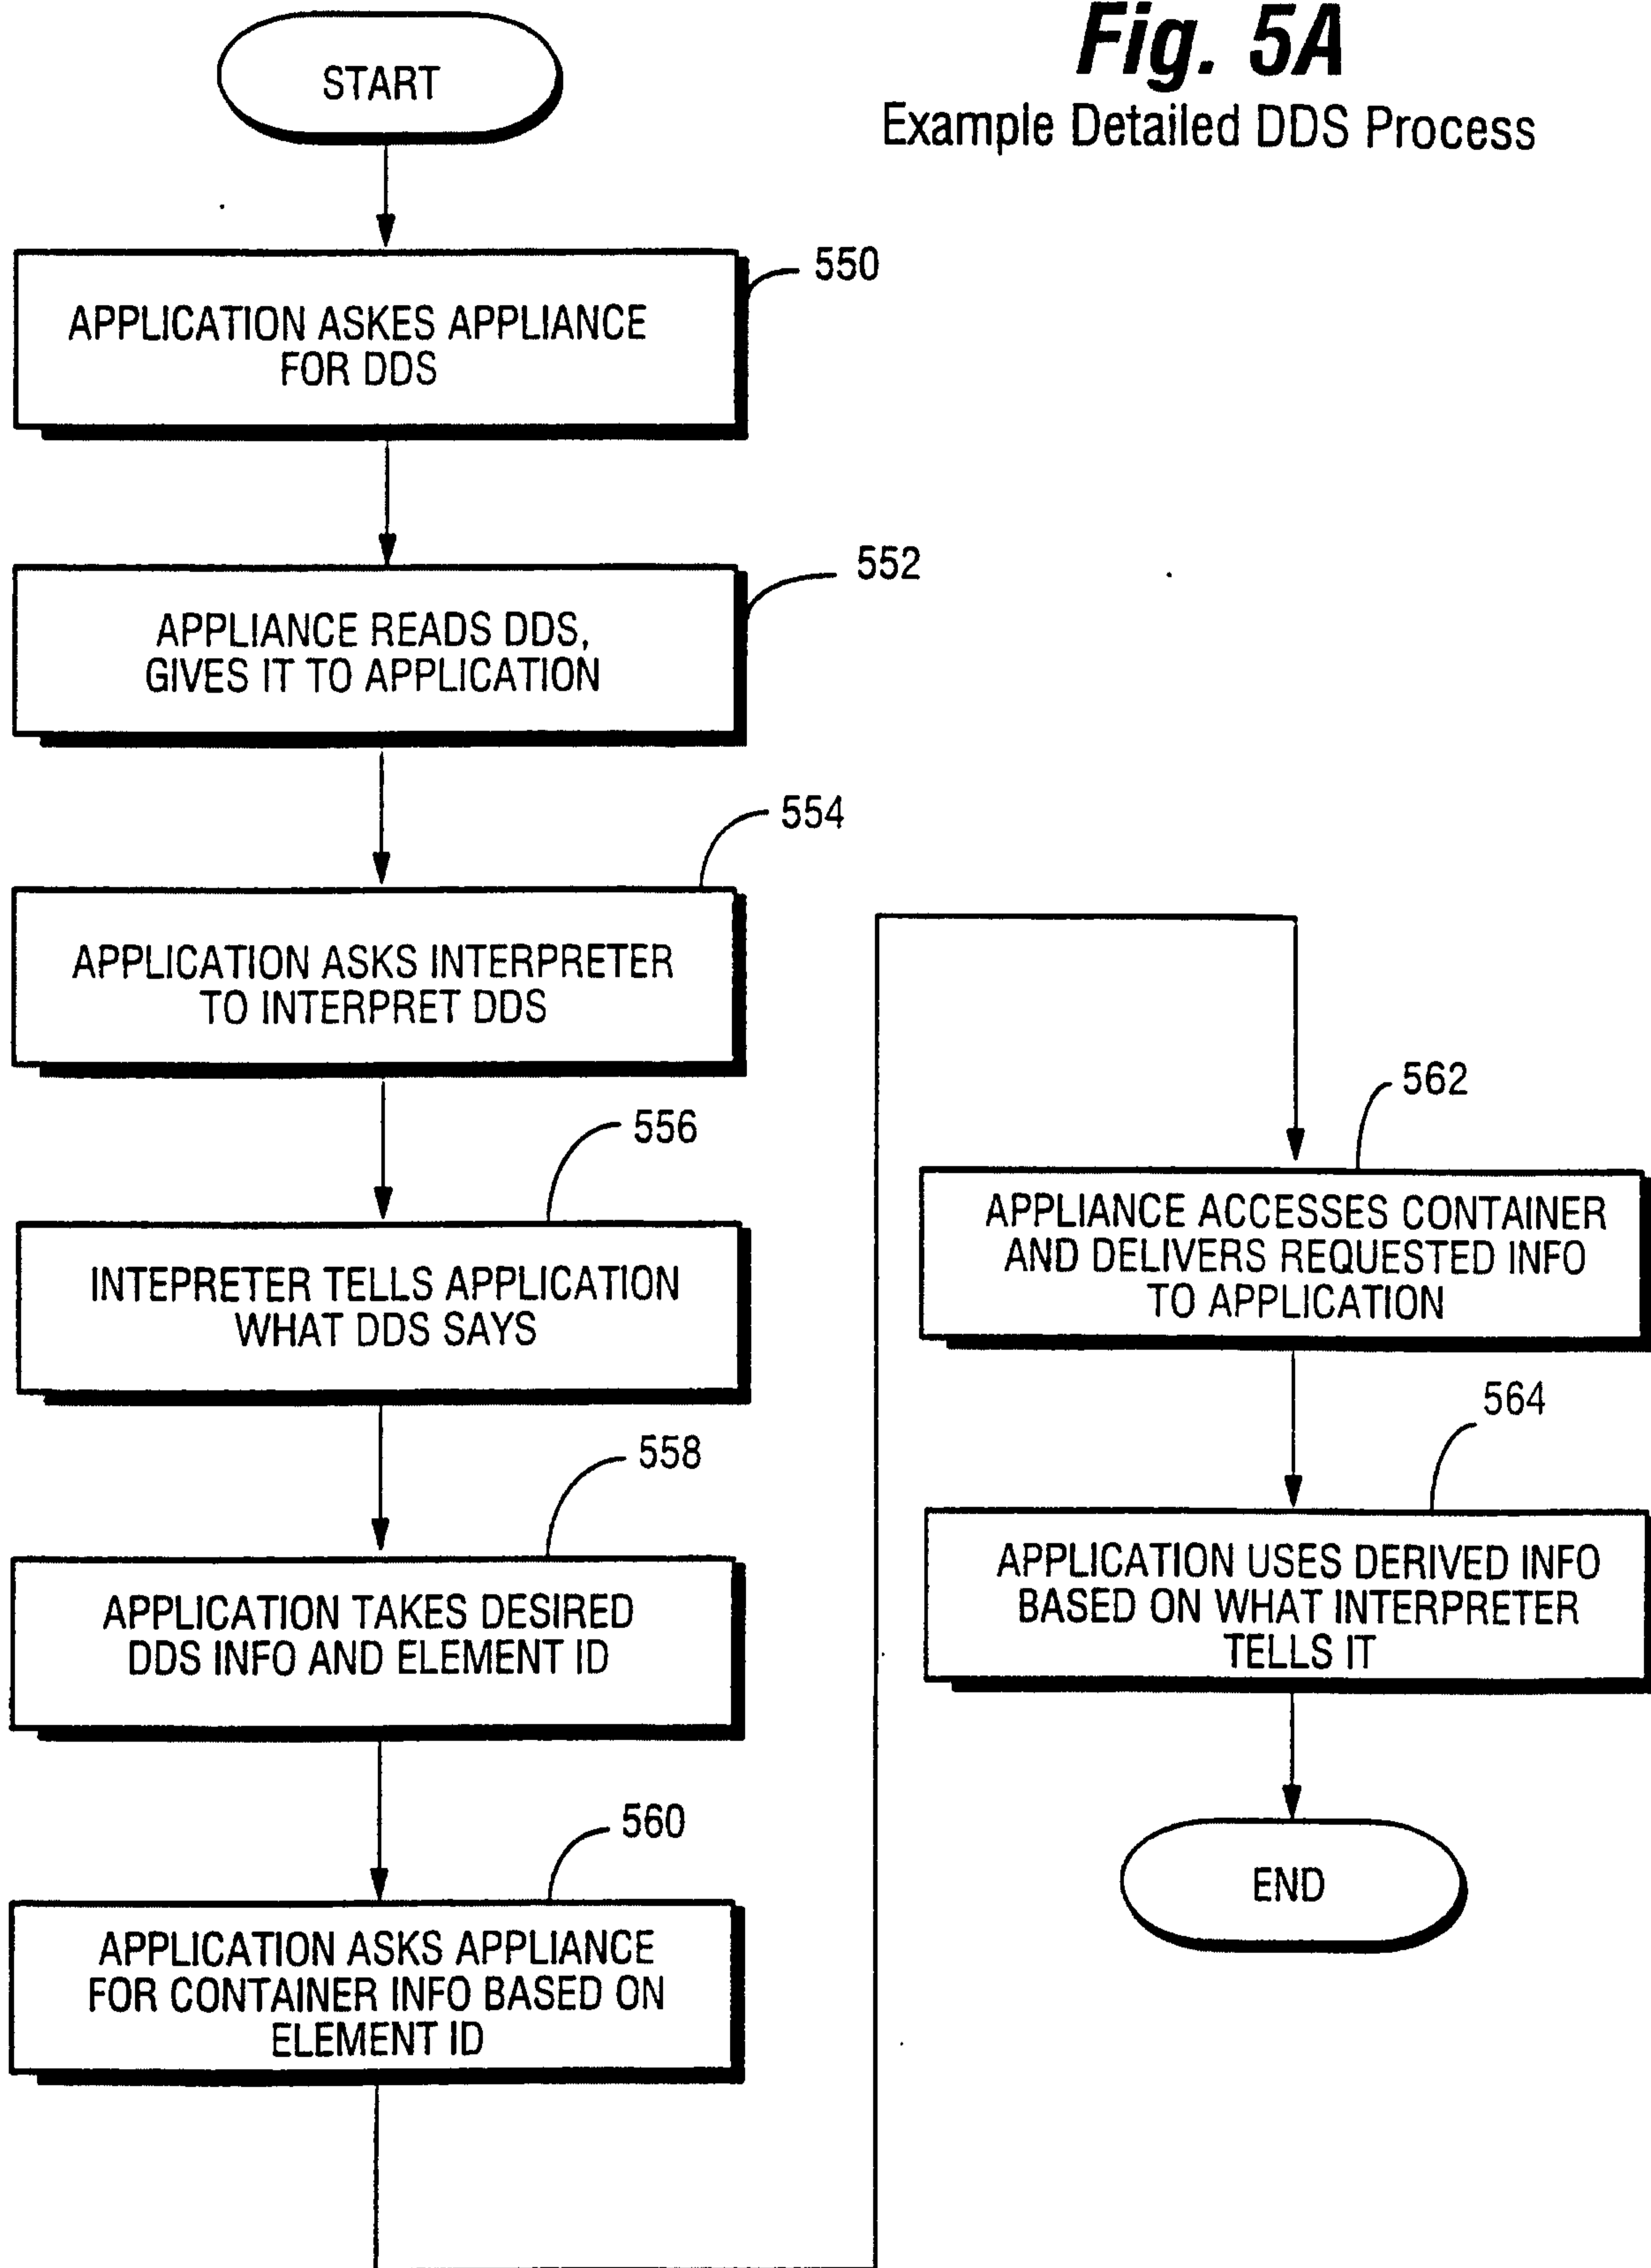 Fig. 5A
Example Detailed DDS Process
START
550
APPLICATION ASKES APPLIANCE
FOR DDS
552
APPLIANCE READS DDS,
GIVES IT TO APPLICATION
554
APPLICATION ASKS INTERPRETER
TO INTERPRET DDS
556
INTEPRETER TELLS APPLICATION
WHAT DDS SAYS
558
APPLICATION TAKES DESIRED
DDS INFO AND ELEMENT ID
560
APPLICATION ASKS APPLIANCE
FOR CONTAINER INFO BASED ON
ELEMENT ID
562
APPLIANCE ACCESSES CONTAINER
AND DELIVERS REQUESTED INFO
TO APPLICATION
564
APPLICATION USES DERIVED INFO
BASED ON WHAT INTERPRETER
TELLS IT
END